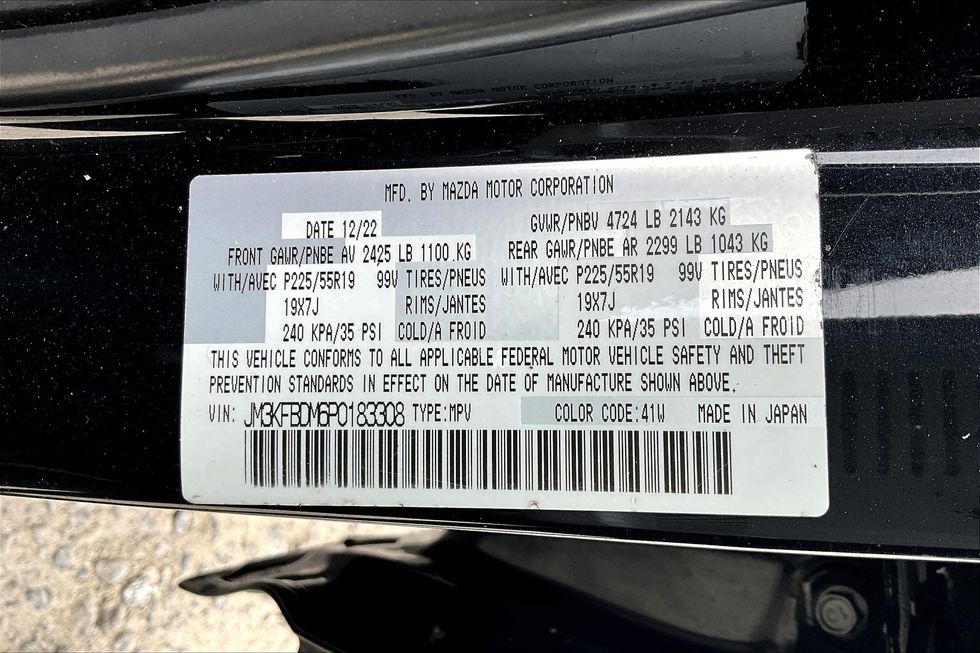 MFD. BY MAZDA MOTOR CORPORATION
DATE 12/22 GVWR/PNBV 4724 LB 2143 KG
FRONT GAWR/PNBE AV 2425 LB 1100 KG REAR GAWR/PNBE AR 2299 LB 1043 KG
WITH/AVEC P225/55R19 99V TIRES/PNEUS WITH/AVEC P225/55R19 99V TIRES/PNEUS
19X7J RIMS/JANTES 19X7J RIMS/JANTES
240 KPA/35 PSI COLD/A FROID 240 KPA/35 PSI COLD/A FROID
THIS VEHICLE CONFORMS TO ALL APPLICABLE FEDERAL MOTOR VEHICLE SAFETY AND THEFT
PREVENTION STANDARDS IN EFFECT ON THE DATE OF MANUFACTURE SHOWN ABOVE.
VIN: JM3KFBDM6P0183308 TYPE:MPV COLOR CODE:41W MADE IN JAPAN